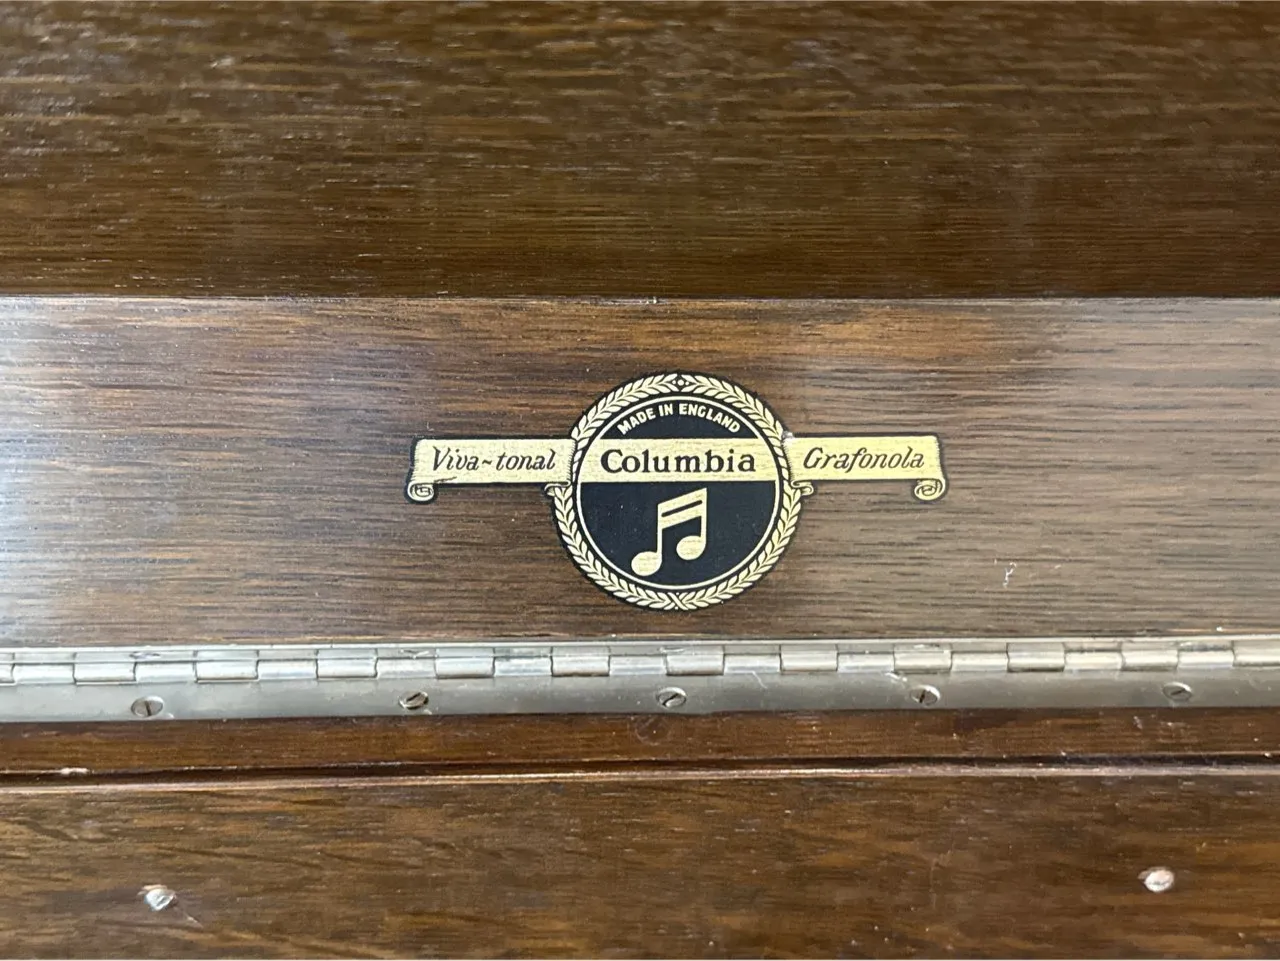 MADE IN ENGLAND
Viva-tonal Columbia Grafonola